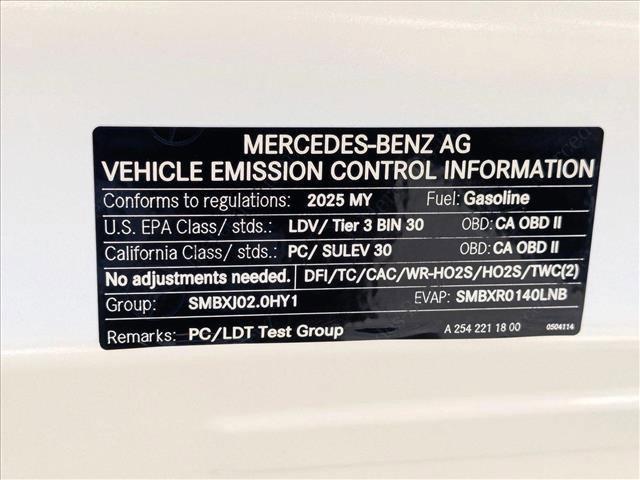 MERCEDES-BENZ AG
VEHICLE EMISSION CONTROL INFORMATION
Conforms to regulations: 2025 MY Fuel: Gasoline
U.S. EPA Class/ stds.: LDV/ Tier 3 BIN 30 OBD: CA OBD II
California Class/ stds.: PC/ SULEV 30 OBD: CA OBD II
No adjustments needed. DFI/TC/CAC/WR-HO2S/HO2S/TWC(2)
Group: SMBXJ02.0HY1 EVAP: SMBXR0140LNB
Remarks: PC/LDT Test Group A 254 221 18 00 0504114